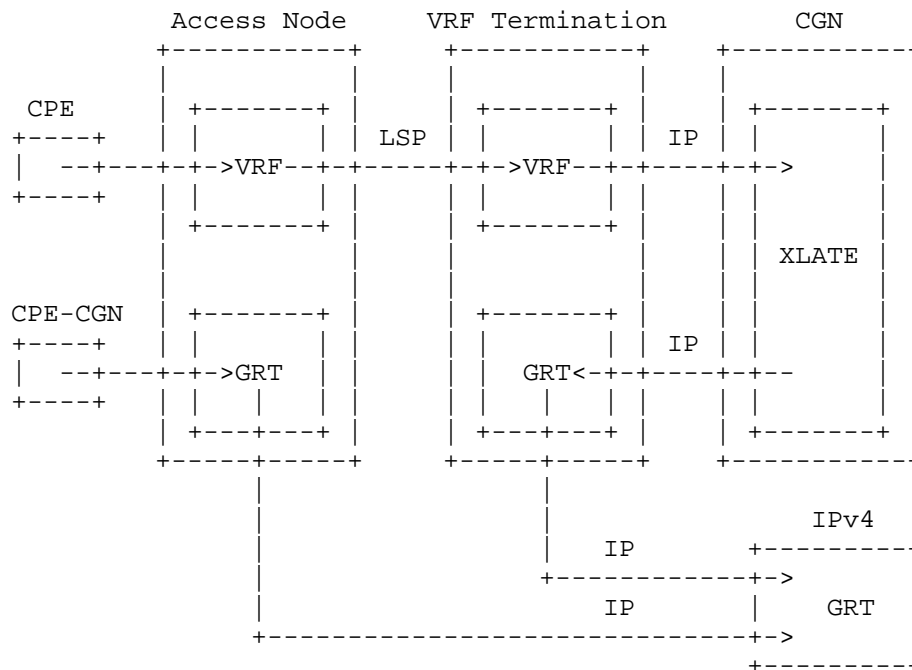 Access Node VRF Termination CGN
CPE
LSP IP
VRF VRF
XLATE
CPE-CGN
IP
GRT GRT
IPv4
IP
IP GRT